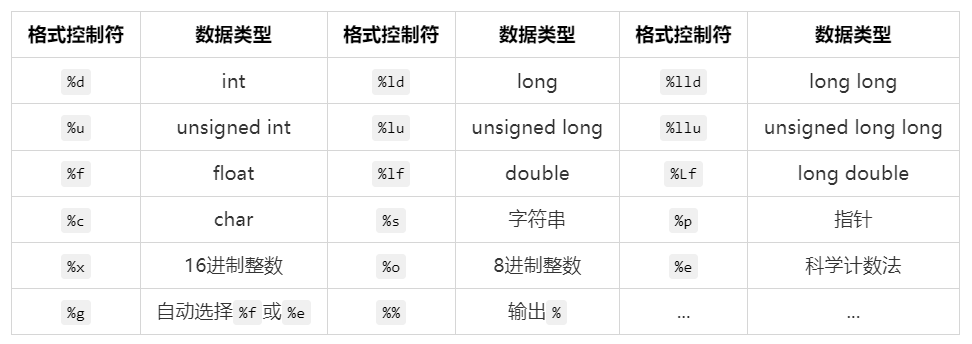 格式控制符 数据类型 格式控制符 数据类型 格式控制符 数据类型
%d int %ld long %lld long long
%u unsigned int %lu unsigned long %llu unsigned long long
%f float %lf double %Lf long double
%c char %s 字符串 %p 指针
%x 16进制整数 %o 8进制整数 %e 科学计数法
%g 自动选择%f或%e %% 输出% ... ...